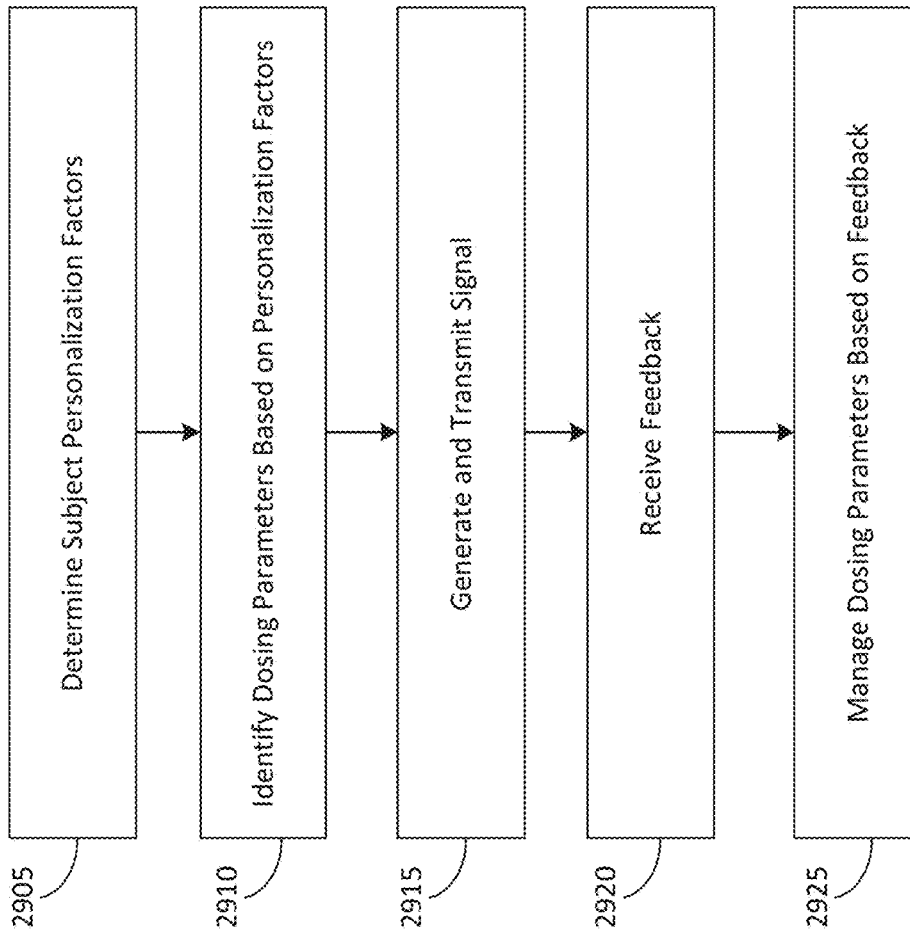 2905
Determine Subject Personalization Factors
2910
Identify Dosing Parameters Based on Personalization Factors
2915
Generate and Transmit Signal
2920
Receive Feedback
2925
Manage Dosing Parameters Based on Feedback